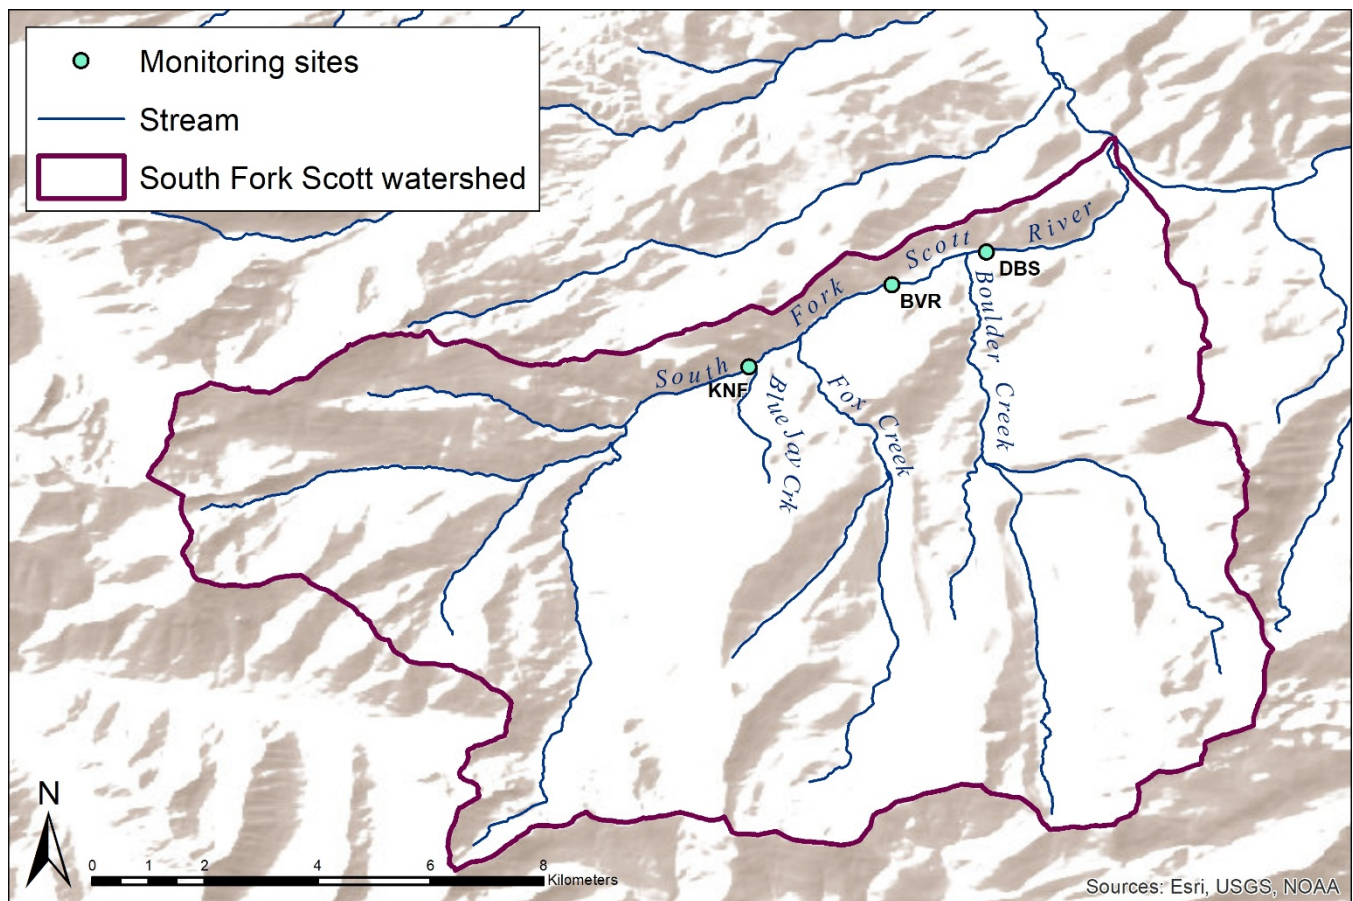 Monitoring sites
Stream
South Fork Scott watershed
South Fork Scott River
DBS
BVR
KNF
Boulder Creek
Fox Creek
Blue Jay Crk
N
0 1 2 4 6 8
Kilometers
Sources: Esri, USGS, NOAA